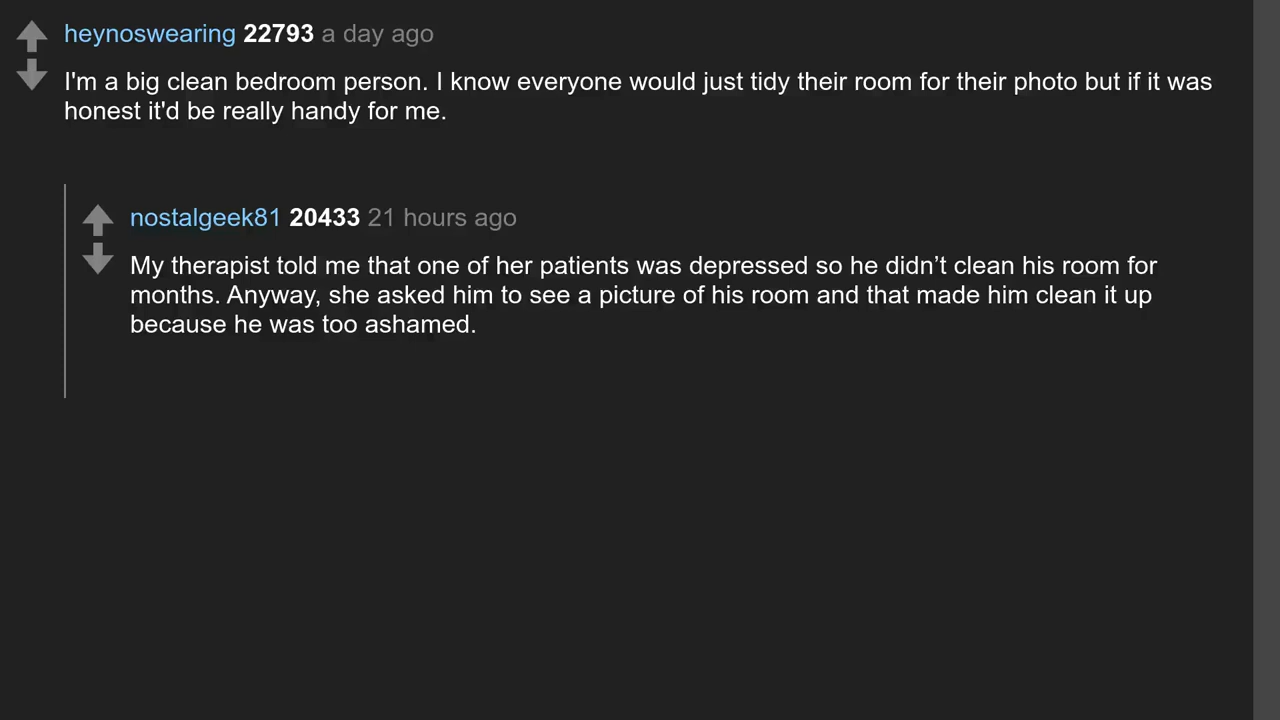 heynoswearing 22793 a day ago
I'm a big clean bedroom person. I know everyone would just tidy their room for their photo but if it was
honest it'd be really handy for me.
nostalgeek81 20433 21 hours ago
My therapist told me that one of her patients was depressed so he didn’t clean his room for
months. Anyway, she asked him to see a picture of his room and that made him clean it up
because he was too ashamed.